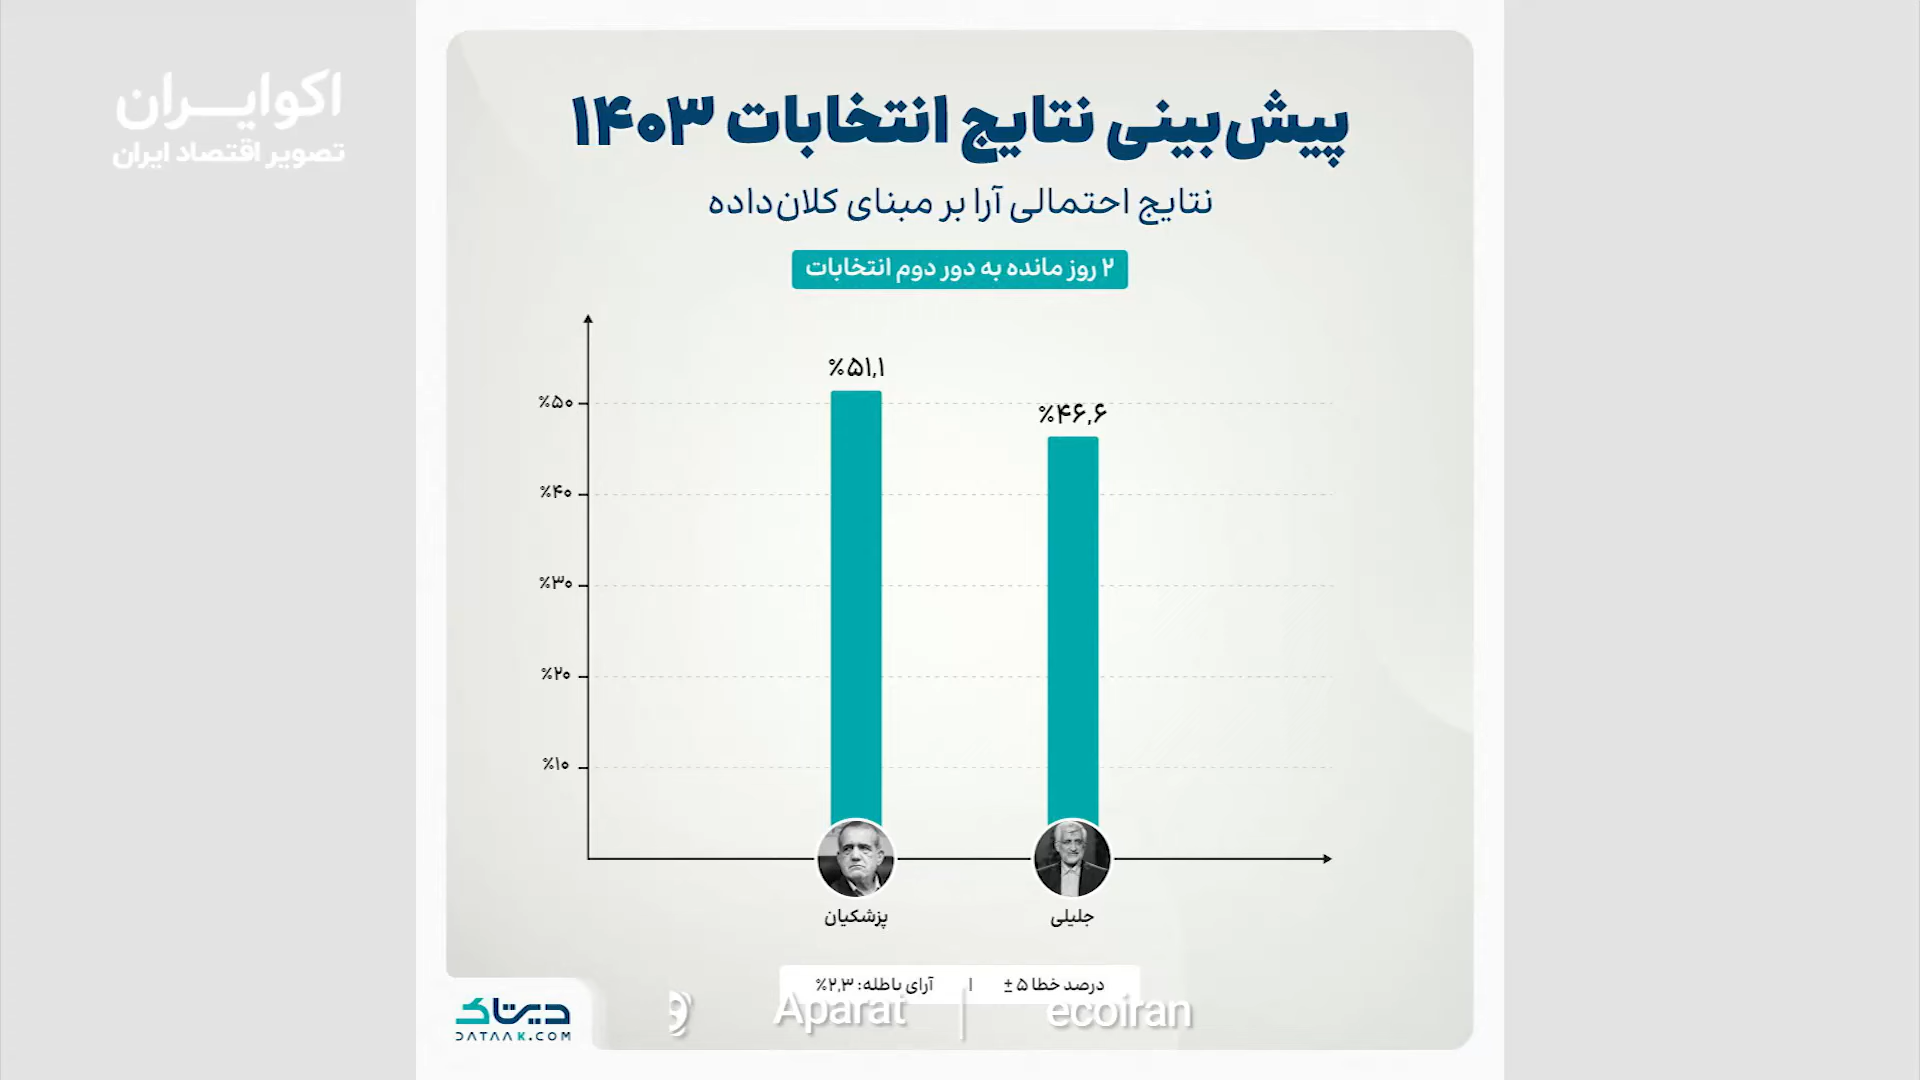 اکوایران
تصویر اقتصاد ایران
پیش‌بینی نتایج انتخابات ۱۴۰۳
نتایج احتمالی آرا بر مبنای کلان‌داده
۲ روز مانده به دور دوم انتخابات
%۵۱,۱
%۴۶,۶
%۵۰
%۴۰
%۳۰
%۲۰
%۱۰
پزشکیان
جلیلی
درصد خطا ۵ ± | آرای باطله: ۲,۳%
Aparat | ecoiran
دیتاک
DATAAK.COM